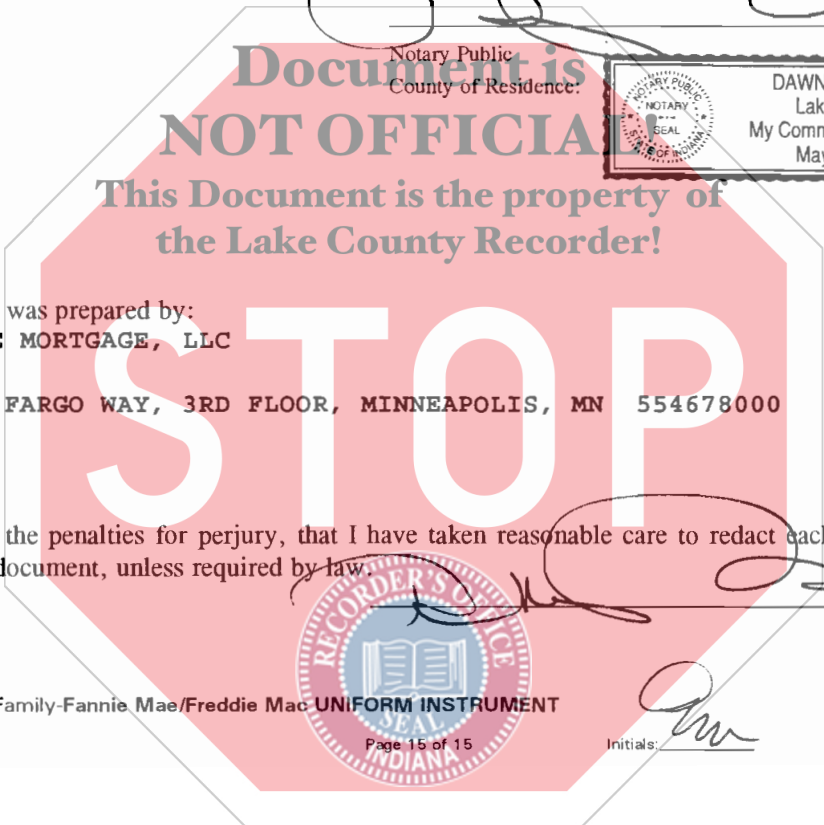 Notary Public
Document is
County of Residence:
NOTARY PUBLIC
NOTARY
SEAL
STATE OF INDIANA
DAWN
Lak
My Comm
May
NOT OFFICIAL!
This Document is the property of
the Lake County Recorder!
was prepared by:
MORTGAGE, LLC
FARGO WAY, 3RD FLOOR, MINNEAPOLIS, MN 554678000
STOP
the penalties for perjury, that I have taken reasonable care to redact each
document, unless required by law.
RECORDER'S OFFICE
SEAL
INDIANA
Family-Fannie Mae/Freddie Mac UNIFORM INSTRUMENT
Page 15 of 15
Initials: